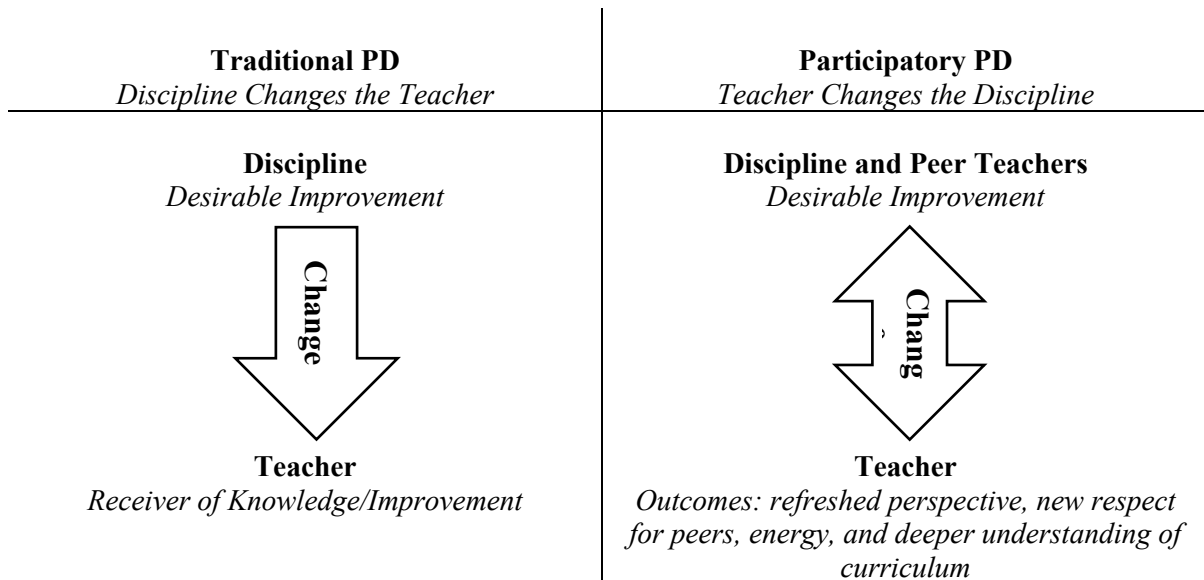 Traditional PD
Discipline Changes the Teacher
Discipline
Desirable Improvement
Change
Teacher
Receiver of Knowledge/Improvement
Participatory PD
Teacher Changes the Discipline
Discipline and Peer Teachers
Desirable Improvement
Chang
Teacher
Outcomes: refreshed perspective, new respect
for peers, energy, and deeper understanding of
curriculum